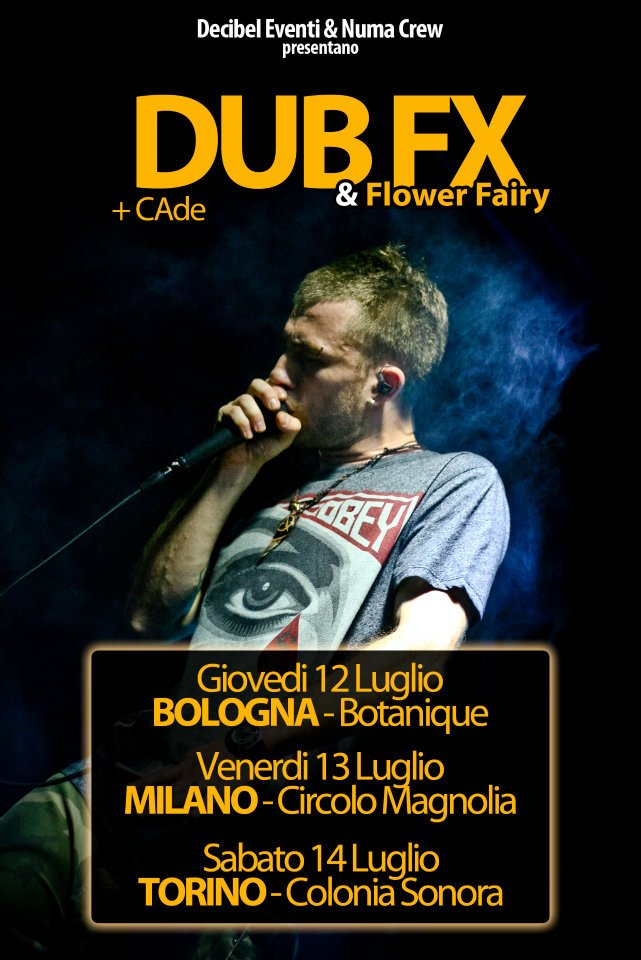 Decibel Eventi & Numa Crew
presentano
DUB FX
& Flower Fairy
+ CAde
OBEY
Giovedi 12 Luglio
BOLOGNA - Botanique
Venerdi 13 Luglio
MILANO - Circolo Magnolia
Sabato 14 Luglio
TORINO - Colonia Sonora